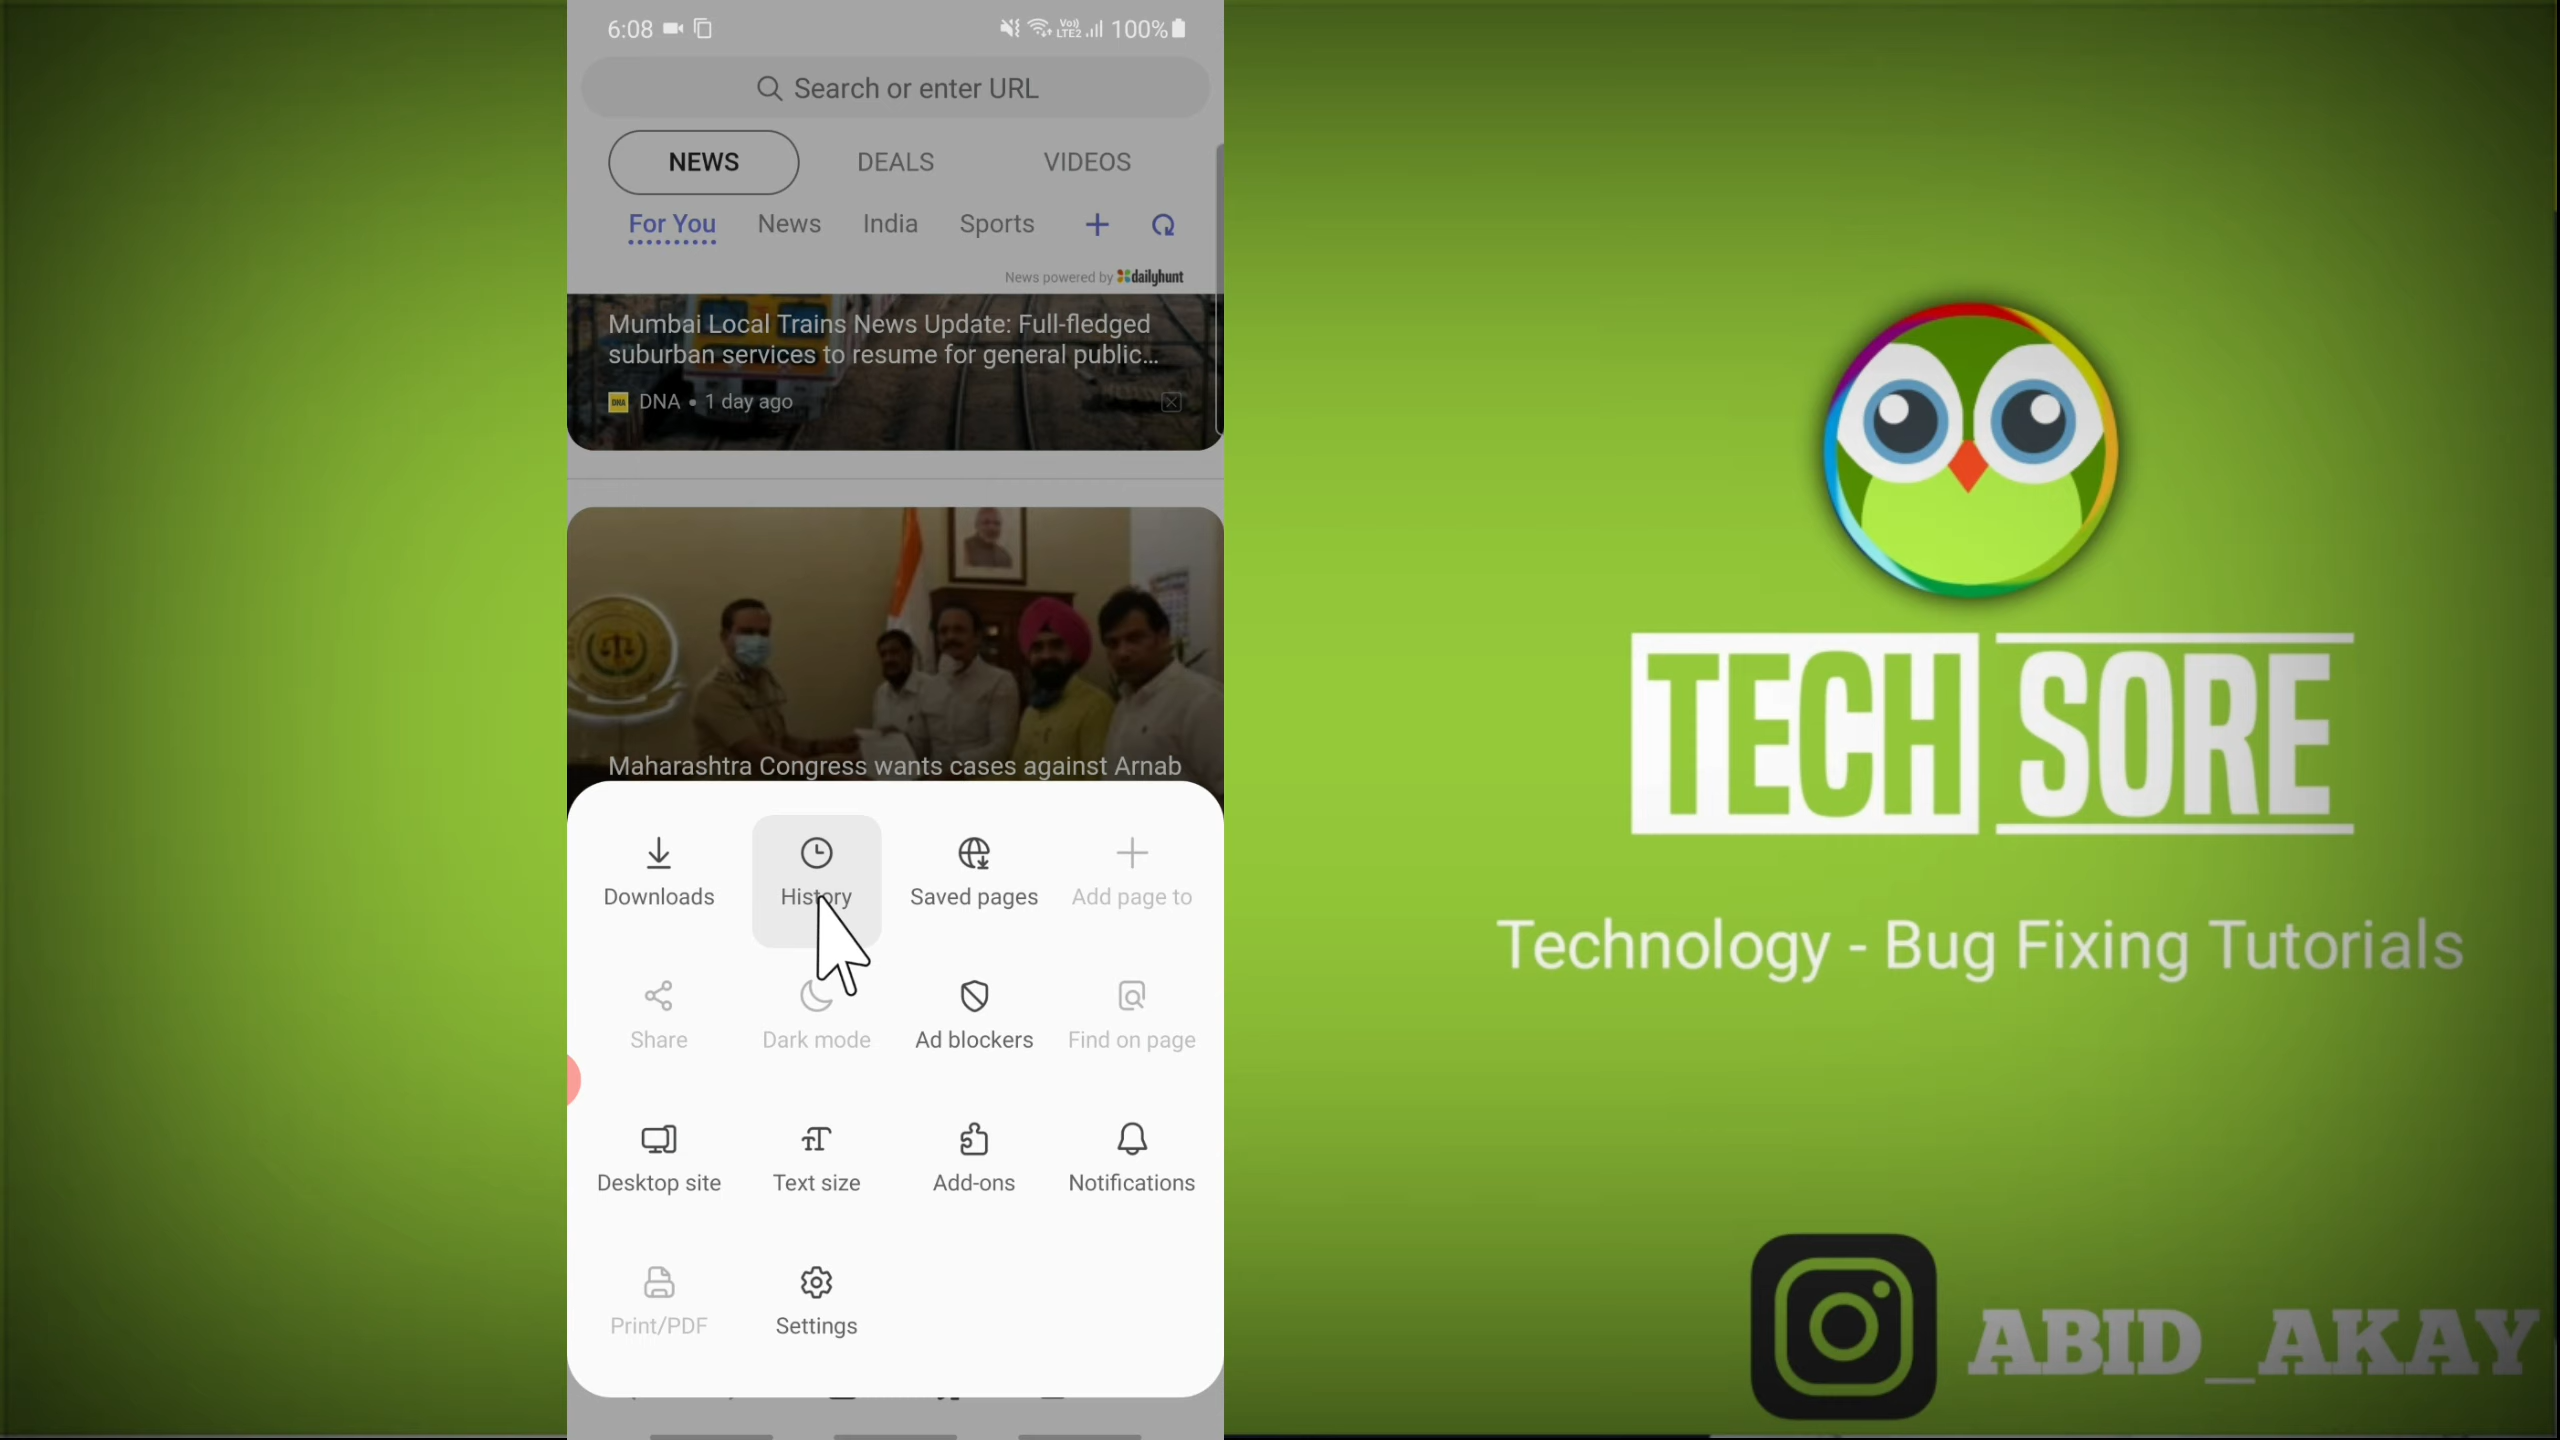 6:08
Vo)) LTE2 100%
Search or enter URL
NEWS DEALS VIDEOS
For You News India Sports
News powered by dailyhunt
Mumbai Local Trains News Update: Full-fledged
suburban services to resume for general public...
DNA DNA • 1 day ago
Maharashtra Congress wants cases against Arnab
Downloads History Saved pages Add page to
Share Dark mode Ad blockers Find on page
Desktop site Text size Add-ons Notifications
Print/PDF Settings
TECH SORE
Technology - Bug Fixing Tutorials
ABID_AKAY